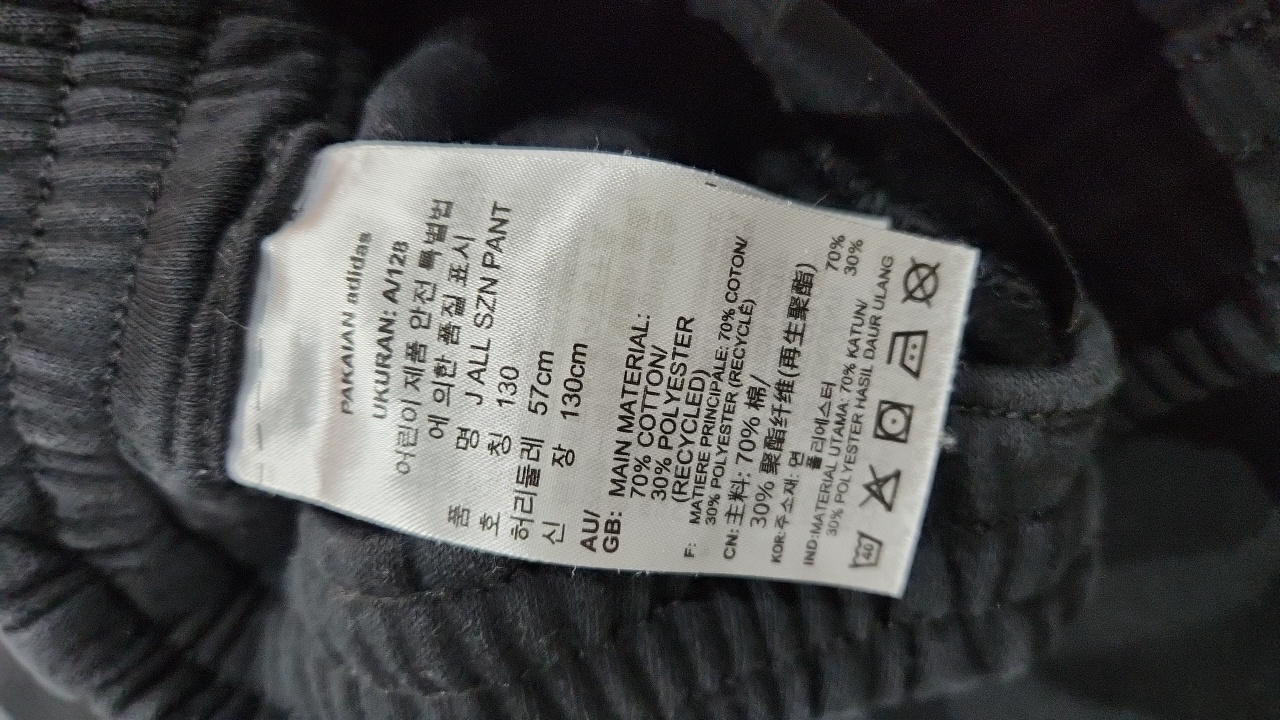 PAKAIAN adidas
UKURAN: A/128
어린이제품 안전 특별법
에 의한 품질 표시
품 명 J ALL SZN PANT
호 칭 130
허리둘레 57cm
신 장 130cm
AU/
GB: MAIN MATERIAL:
70% COTTON/
30% POLYESTER
(RECYCLED)
F: MATIERE PRINCIPALE: 70% COTON/
30% POLYESTER (RECYCLÉ)
CN: 主料: 70% 棉/
30% 聚酯纤维(再生聚酯)
KOR: 주소재: 면 70%
폴리에스터 30%
IND:MATERIAL UTAMA: 70% KATUN/
30% POLYESTER HASIL DAUR ULANG
40